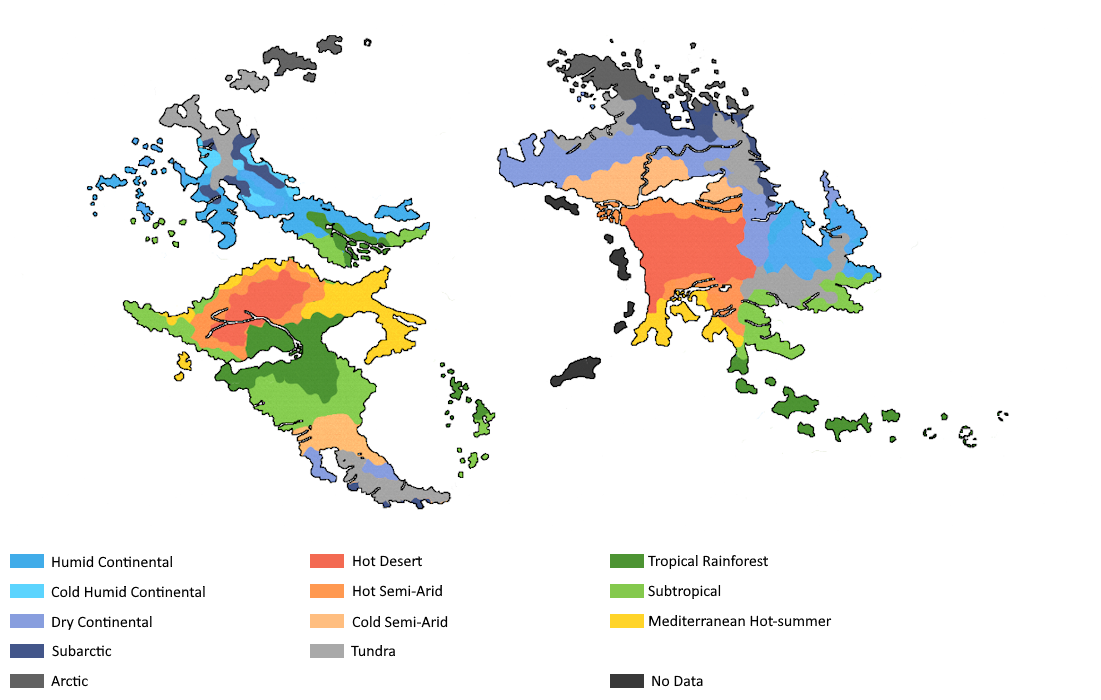 Humid Continental
Cold Humid Continental
Dry Continental
Subarctic
Arctic
Hot Desert
Hot Semi-Arid
Cold Semi-Arid
Tundra
Tropical Rainforest
Subtropical
Mediterranean Hot-summer
No Data